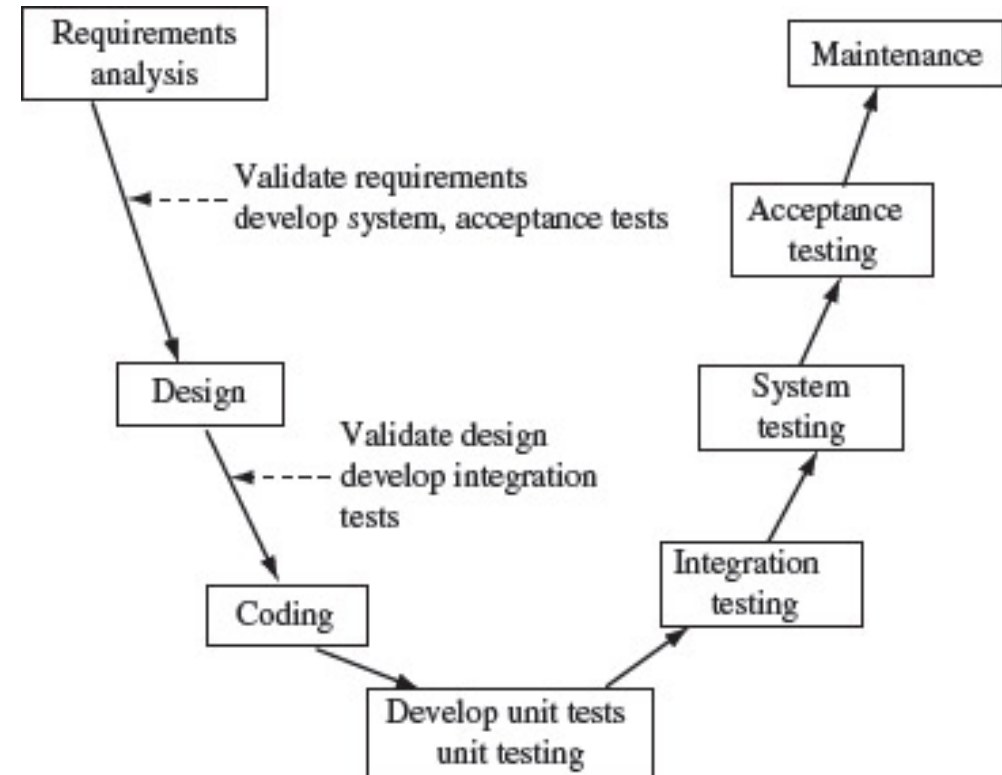 Requirements
analysis
Maintenance
Validate requirements
develop system, acceptance tests
Acceptance
testing
Design
System
testing
Validate design
develop integration
tests
Integration
testing
Coding
Develop unit tests
unit testing